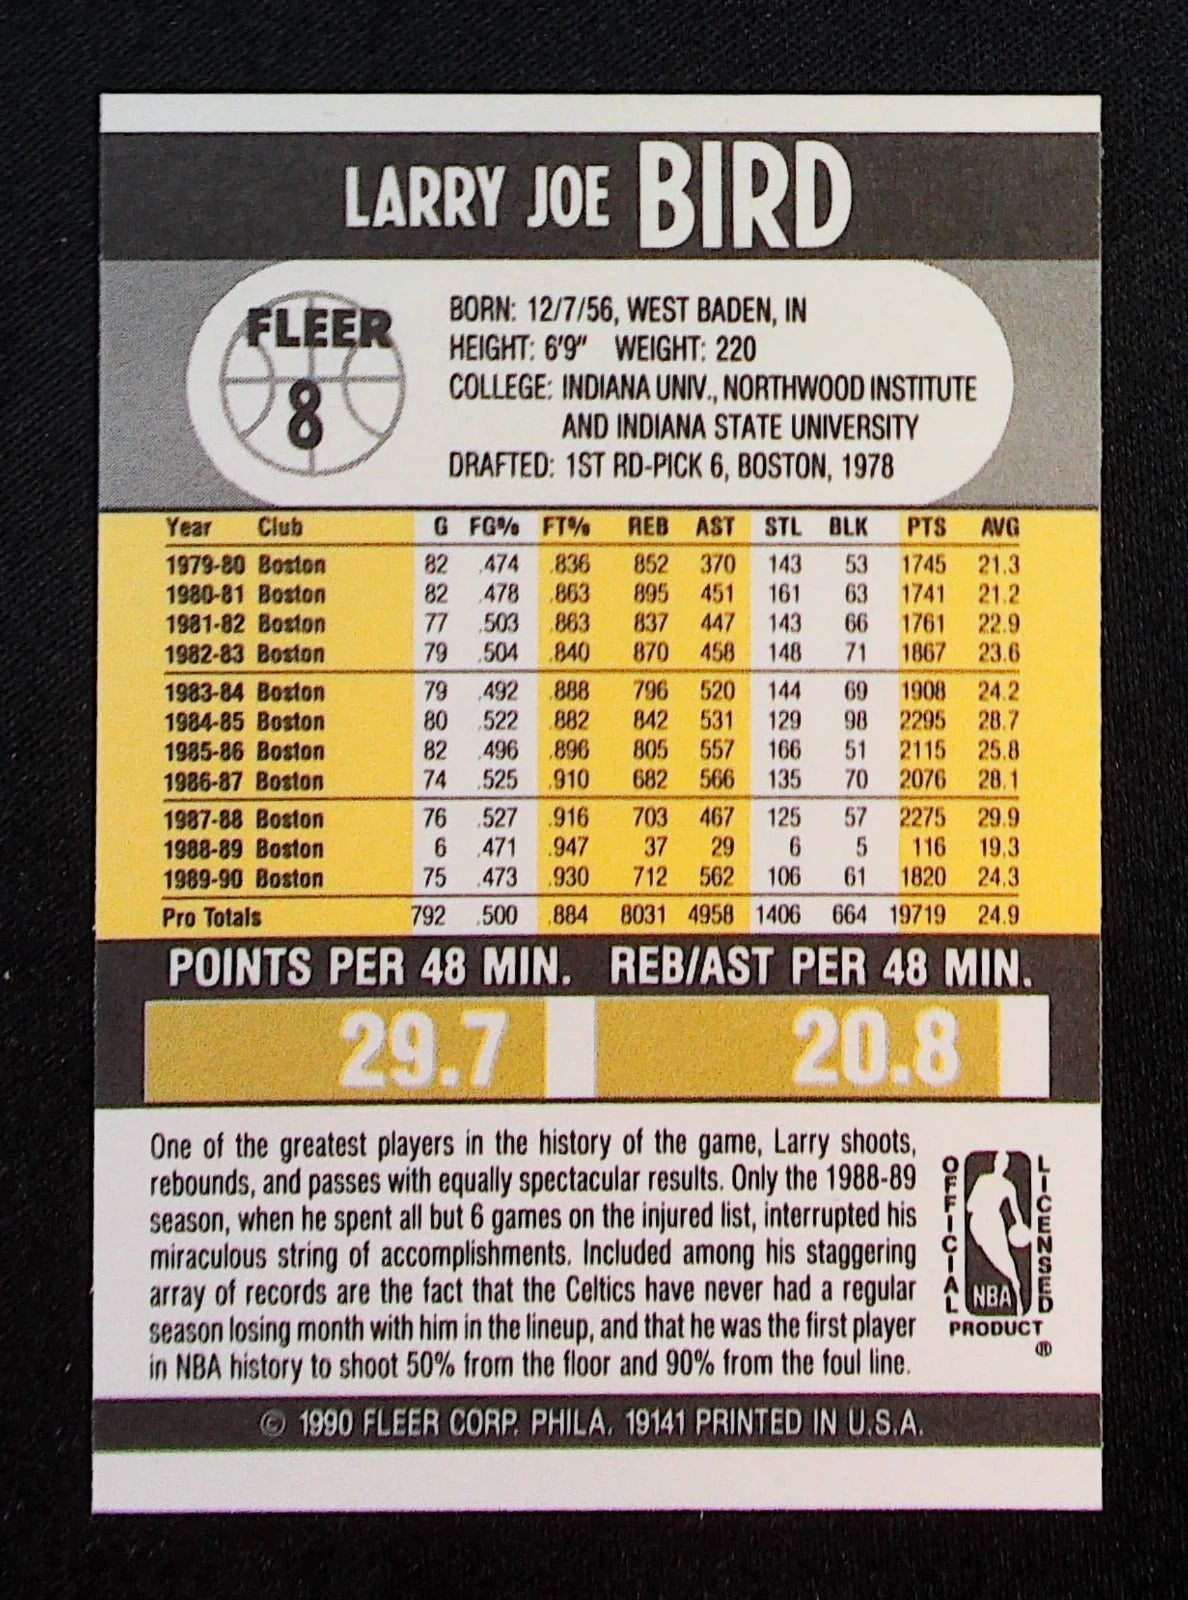 LARRY JOE BIRD
FLEER
8
BORN: 12/7/56, WEST BADEN, IN
HEIGHT: 6'9" WEIGHT: 220
COLLEGE: INDIANA UNIV., NORTHWOOD INSTITUTE
AND INDIANA STATE UNIVERSITY
DRAFTED: 1ST RD-PICK 6, BOSTON, 1978
Year Club G FG% FT% REB AST STL BLK PTS AVG
1979-80 Boston 82 .474 .836 852 370 143 53 1745 21.3
1980-81 Boston 82 .478 .863 895 451 161 63 1741 21.2
1981-82 Boston 77 .503 .863 837 447 143 66 1761 22.9
1982-83 Boston 79 .504 .840 870 458 148 71 1867 23.6
1983-84 Boston 79 .492 .888 796 520 144 69 1908 24.2
1984-85 Boston 80 .522 .882 842 531 129 98 2295 28.7
1985-86 Boston 82 .496 .896 805 557 166 51 2115 25.8
1986-87 Boston 74 .525 .910 682 566 135 70 2076 28.1
1987-88 Boston 76 .527 .916 703 467 125 57 2275 29.9
1988-89 Boston 6 .471 .947 37 29 6 5 116 19.3
1989-90 Boston 75 .473 .930 712 562 106 61 1820 24.3
Pro Totals 792 .500 .884 8031 4958 1406 664 19719 24.9
POINTS PER 48 MIN. REB/AST PER 48 MIN.
29.7 20.8
One of the greatest players in the history of the game, Larry shoots,
rebounds, and passes with equally spectacular results. Only the 1988-89
season, when he spent all but 6 games on the injured list, interrupted his
miraculous string of accomplishments. Included among his staggering
array of records are the fact that the Celtics have never had a regular
season losing month with him in the lineup, and that he was the first player
in NBA history to shoot 50% from the floor and 90% from the foul line.
OFFICIAL LICENSED
NBA
PRODUCT
®
© 1990 FLEER CORP. PHILA. 19141 PRINTED IN U.S.A.